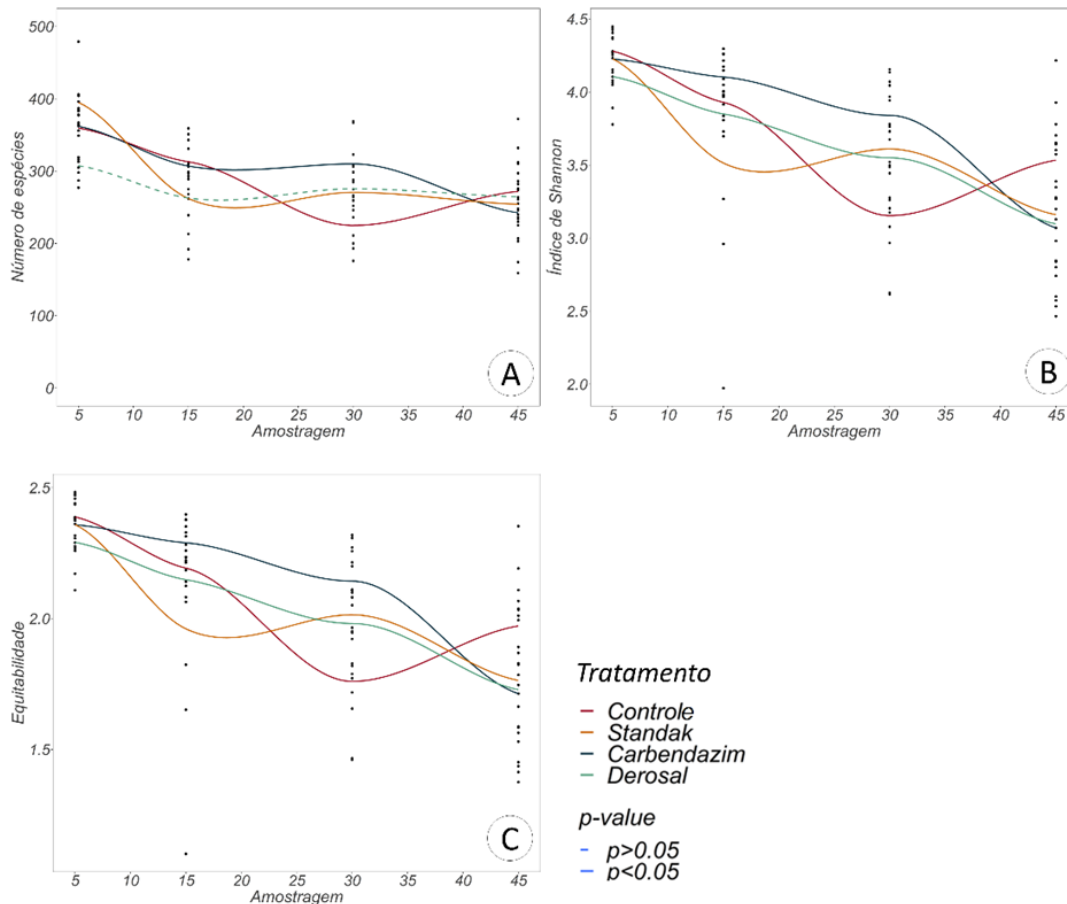 500
400
300
200
100
0
Número de espécies
5 10 15 20 25 30 35 40 45
Amostragem
A
4.5
4.0
3.5
3.0
2.5
2.0
Índice de Shannon
5 10 15 20 25 30 35 40 45
Amostragem
B
2.5
2.0
1.5
Equitabilidade
5 10 15 20 25 30 35 40 45
Amostragem
C
Tratamento
Controle
Standak
Carbendazim
Derosal
p-value
p>0.05
p<0.05